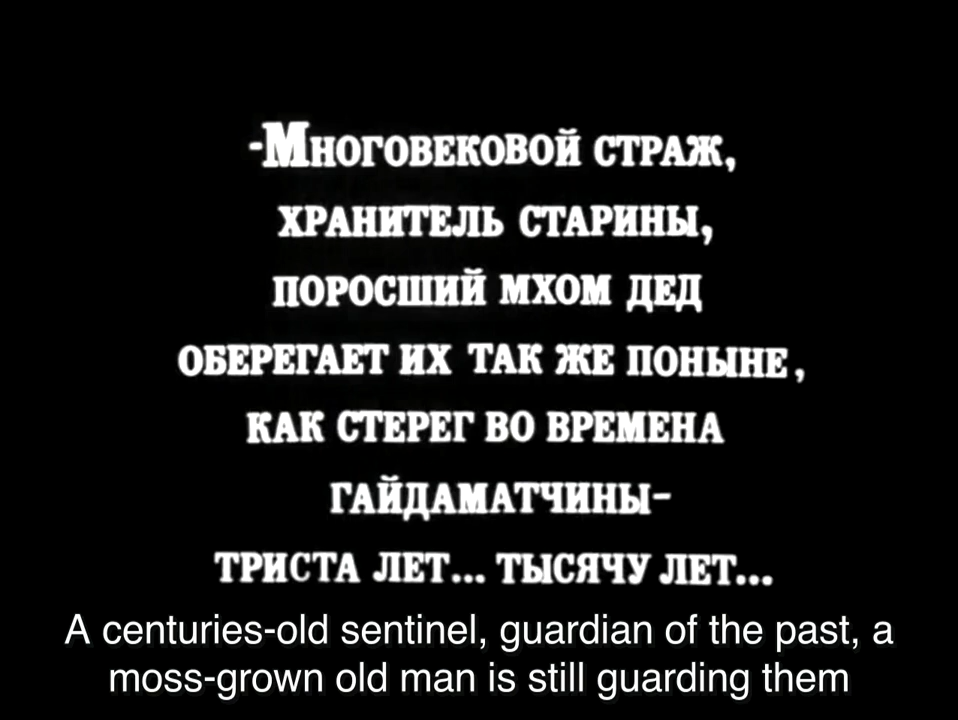 -Многовековой страж,
хранитель старины,
поросший мхом дед
оберегает их так же поныне,
как стерег во времена
гайдаматчины-
триста лет... тысячу лет...
A centuries-old sentinel, guardian of the past, a
moss-grown old man is still guarding them